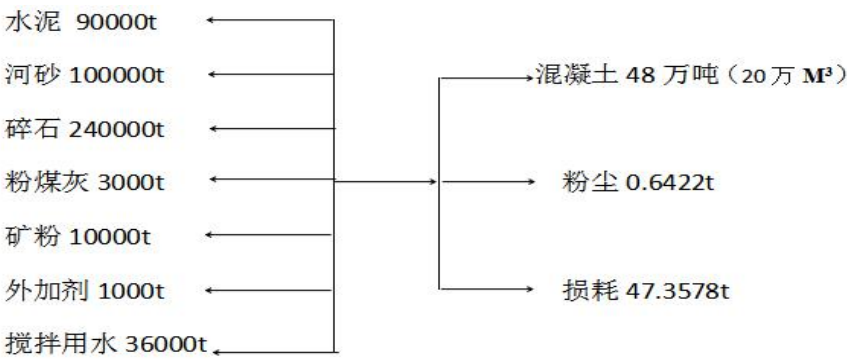 水泥 90000t
河砂 100000t
碎石 240000t
粉煤灰 3000t
矿粉 10000t
外加剂 1000t
搅拌用水 36000t
混凝土 48 万吨（20 万 M³）
粉尘 0.6422t
损耗 47.3578t